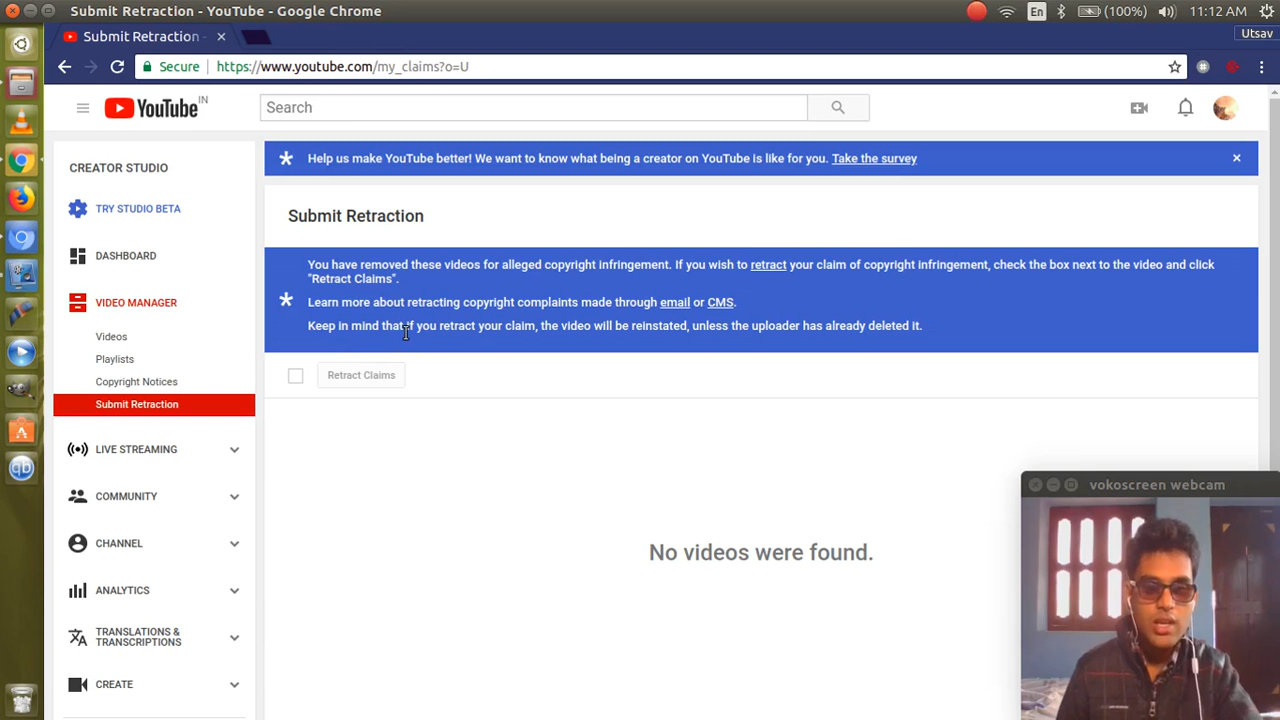 Submit Retraction - YouTube - Google Chrome
En
(100%)
11:12 AM
Submit Retraction -
Utsav
Secure
https://www.youtube.com/my_claims?o=U
YouTube IN
Search
CREATOR STUDIO
TRY STUDIO BETA
DASHBOARD
VIDEO MANAGER
Videos
Playlists
Copyright Notices
Submit Retraction
LIVE STREAMING
COMMUNITY
CHANNEL
ANALYTICS
TRANSLATIONS &
TRANSCRIPTIONS
CREATE
Help us make YouTube better! We want to know what being a creator on YouTube is like for you. Take the survey
Submit Retraction
You have removed these videos for alleged copyright infringement. If you wish to retract your claim of copyright infringement, check the box next to the video and click
"Retract Claims".
Learn more about retracting copyright complaints made through email or CMS.
Keep in mind that if you retract your claim, the video will be reinstated, unless the uploader has already deleted it.
Retract Claims
No videos were found.
vokoscreen webcam
qb